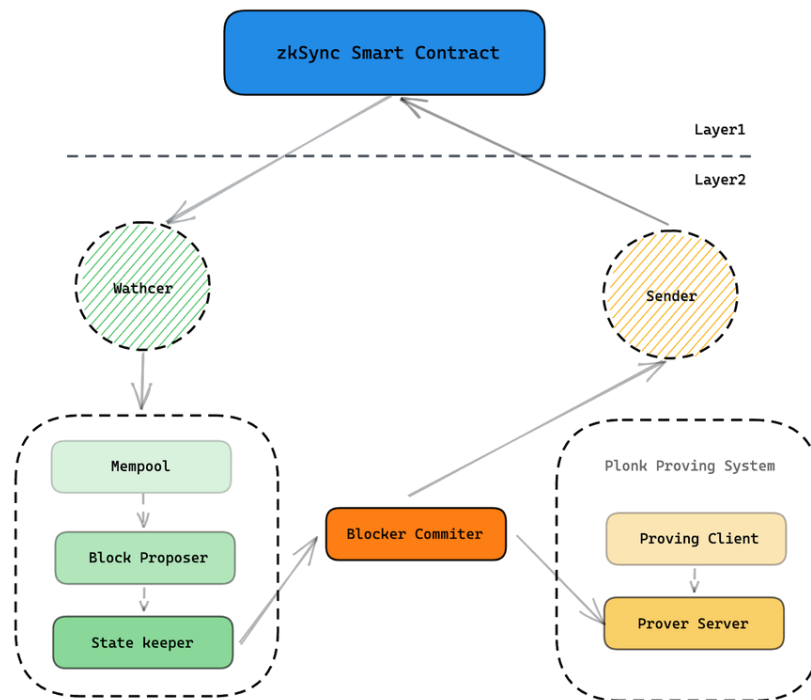 zkSync Smart Contract
Layer1
Layer2
Wathcer
Sender
Mempool
Block Proposer
State keeper
Blocker Commiter
Plonk Proving System
Proving Client
Prover Server